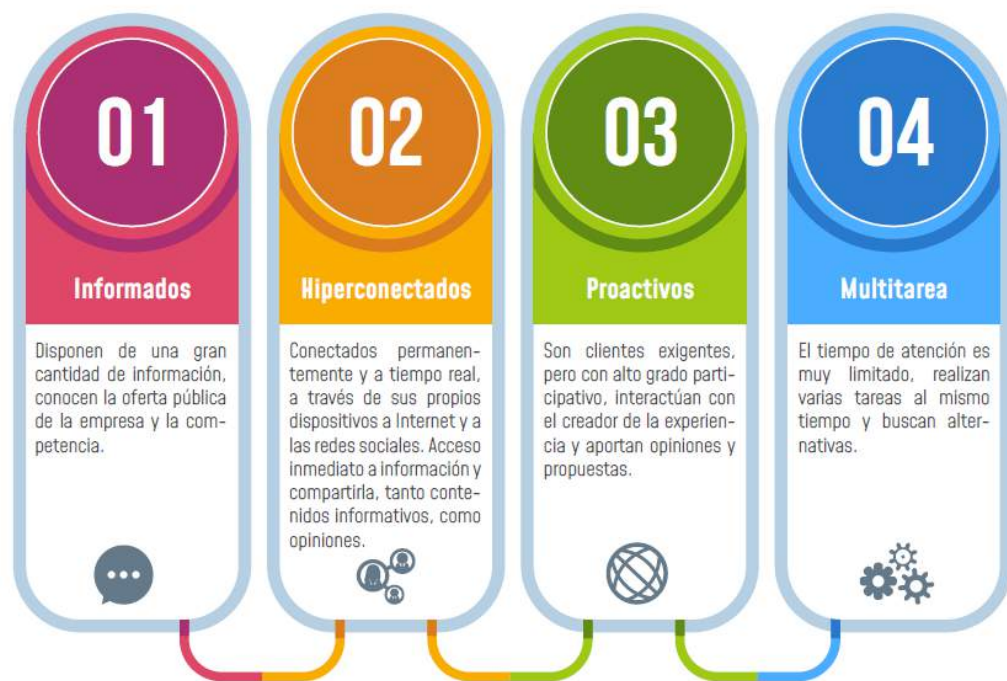 01
Informados
Disponen de una gran
cantidad de información,
conocen la oferta pública
de la empresa y la com-
petencia.
02
Hiperconectados
Conectados permanen-
temente y a tiempo real,
a través de sus propios
dispositivos a Internet y a
las redes sociales. Acceso
inmediato a información y
compartirla, tanto conte-
nidos informativos, como
opiniones.
03
Proactivos
Son clientes exigentes,
pero con alto grado parti-
cipativo, interactúan con
el creador de la experien-
cia y aportan opiniones y
propuestas.
04
Multitarea
El tiempo de atención es
muy limitado, realizan
varias tareas al mismo
tiempo y buscan alter-
nativas.